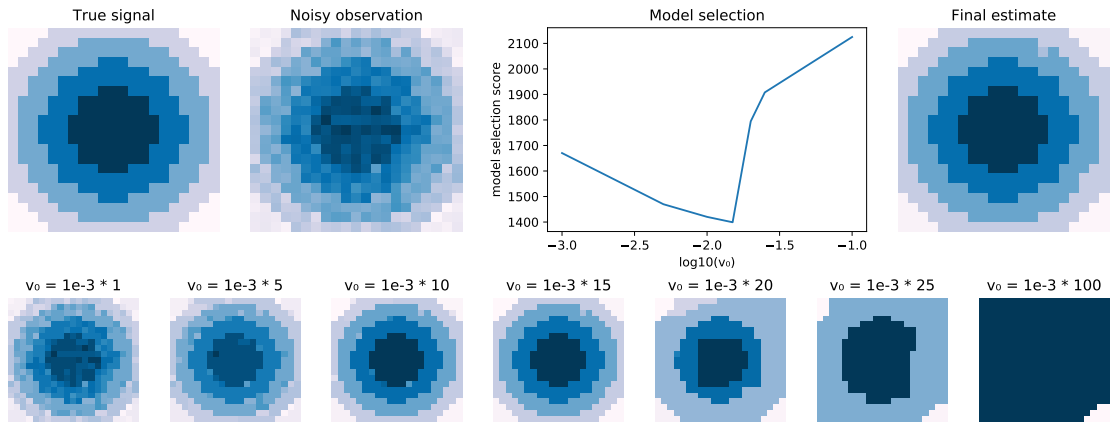 True signal
Noisy observation
Model selection
Final estimate
model selection score
2100
2000
1900
1800
1700
1600
1500
1400
−3.0
−2.5
−2.0
−1.5
−1.0
log10(v₀)
v₀ = 1e-3 * 1
v₀ = 1e-3 * 5
v₀ = 1e-3 * 10
v₀ = 1e-3 * 15
v₀ = 1e-3 * 20
v₀ = 1e-3 * 25
v₀ = 1e-3 * 100